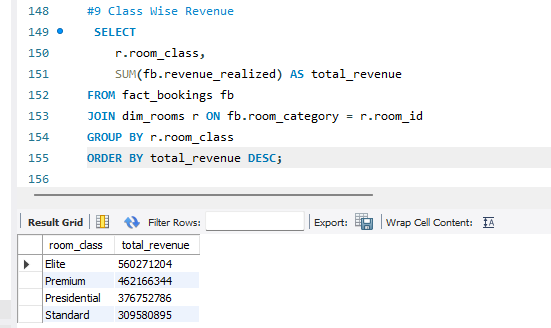 148 #9 Class Wise Revenue
149 SELECT
150 r.room_class,
151 SUM(fb.revenue_realized) AS total_revenue
152 FROM fact_bookings fb
153 JOIN dim_rooms r ON fb.room_category = r.room_id
154 GROUP BY r.room_class
155 ORDER BY total_revenue DESC;
156
Result Grid Filter Rows: Export: Wrap Cell Content: IA
room_class total_revenue
Elite 560271204
Premium 462166344
Presidential 376752786
Standard 309580895